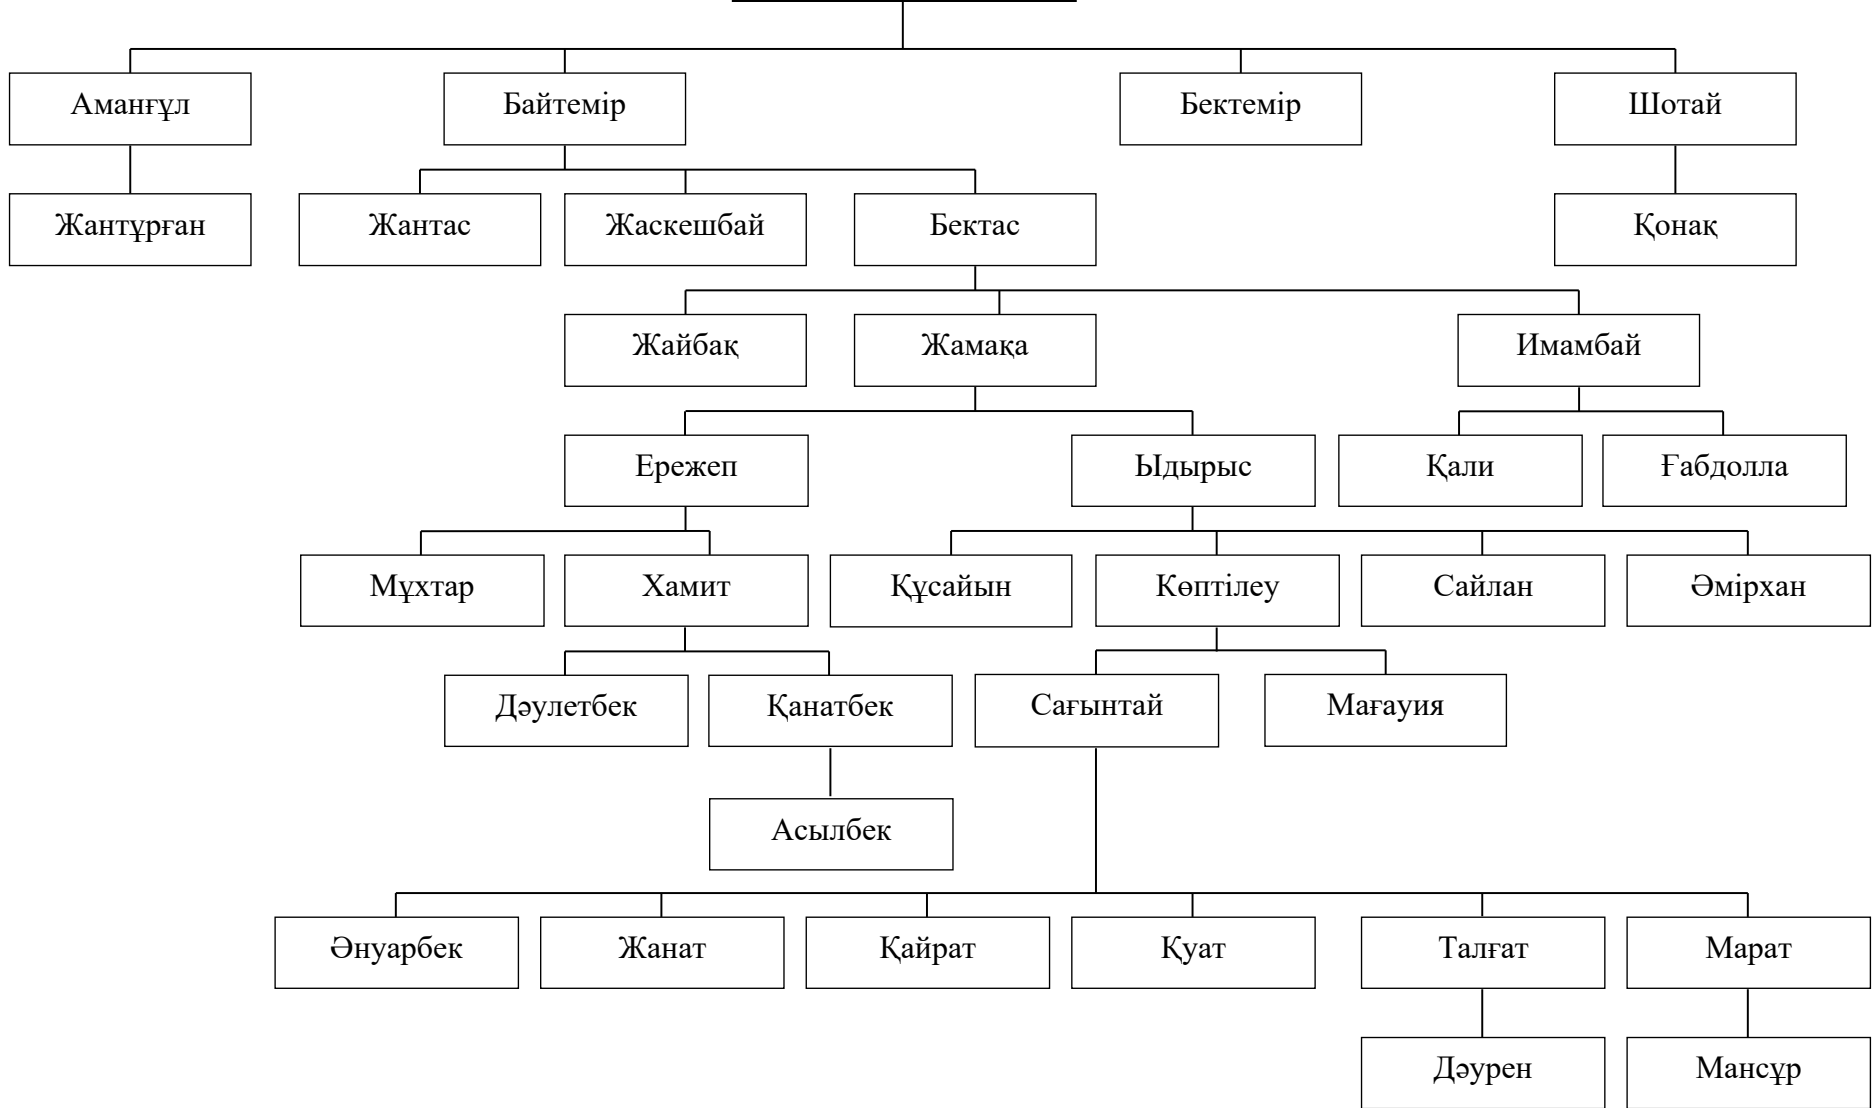 Аманғұл
Байтемір
Бектемір
Шотай
Жантұрған
Жантас
Жаскешбай
Бектас
Қонақ
Жайбақ
Жамақа
Имамбай
Ережеп
Ыдырыс
Қали
Ғабдолла
Мұхтар
Хамит
Құсайын
Көптілеу
Сайлан
Әмірхан
Дәулетбек
Қанатбек
Сағынтай
Мағауия
Асылбек
Әнуарбек
Жанат
Қайрат
Қуат
Талғат
Марат
Дәурен
Мансұр